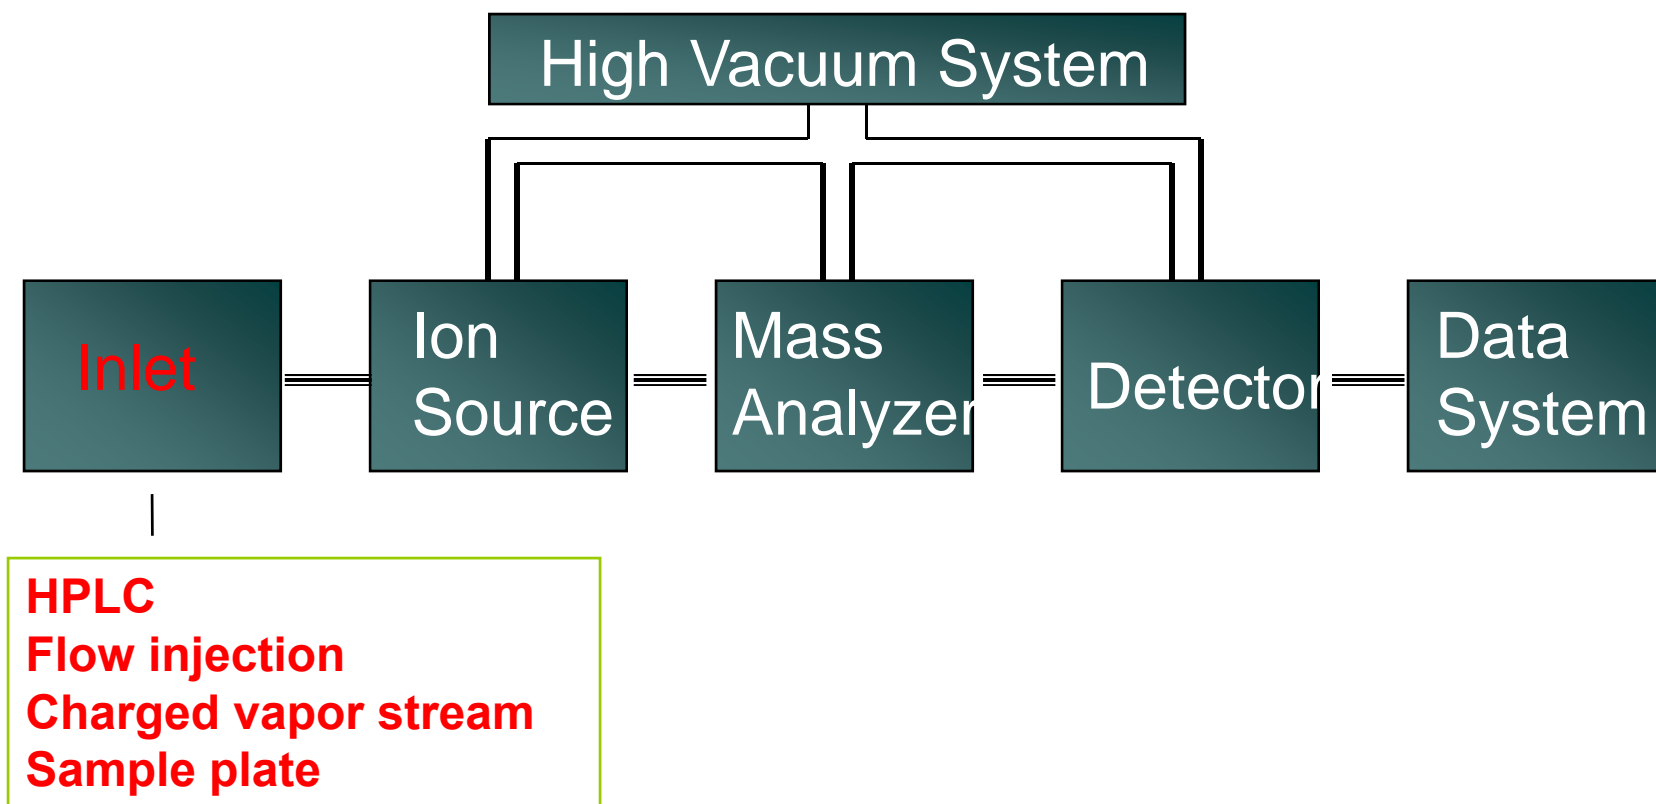 High Vacuum System
Inlet
Ion
Source
Mass
Analyzer
Detector
Data
System
HPLC
Flow injection
Charged vapor stream
Sample plate